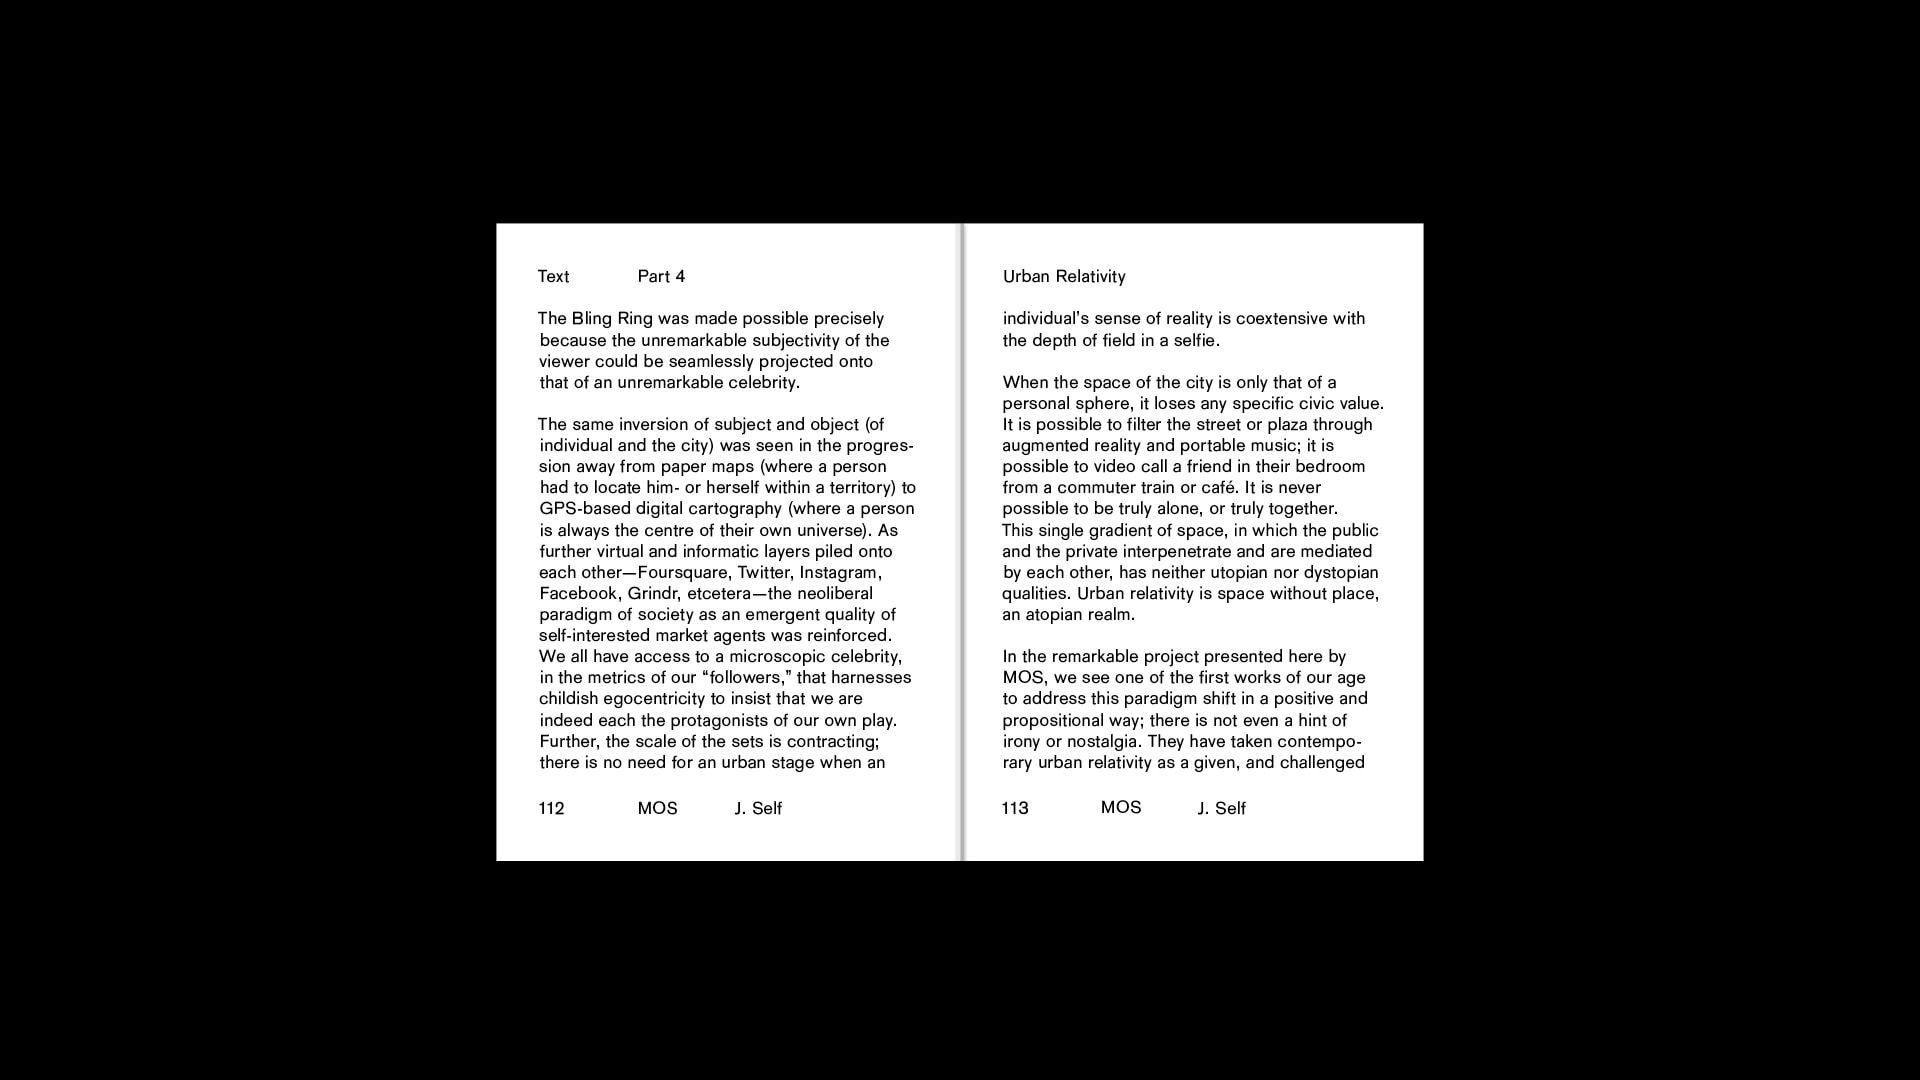 Text Part 4
The Bling Ring was made possible precisely
because the unremarkable subjectivity of the
viewer could be seamlessly projected onto
that of an unremarkable celebrity.
The same inversion of subject and object (of
individual and the city) was seen in the progres-
sion away from paper maps (where a person
had to locate him- or herself within a territory) to
GPS-based digital cartography (where a person
is always the centre of their own universe). As
further virtual and informatic layers piled onto
each other—Foursquare, Twitter, Instagram,
Facebook, Grindr, etcetera—the neoliberal
paradigm of society as an emergent quality of
self-interested market agents was reinforced.
We all have access to a microscopic celebrity,
in the metrics of our “followers,” that harnesses
childish egocentricity to insist that we are
indeed each the protagonists of our own play.
Further, the scale of the sets is contracting;
there is no need for an urban stage when an
112 MOS J. Self
Urban Relativity
individual’s sense of reality is coextensive with
the depth of field in a selfie.
When the space of the city is only that of a
personal sphere, it loses any specific civic value.
It is possible to filter the street or plaza through
augmented reality and portable music; it is
possible to video call a friend in their bedroom
from a commuter train or café. It is never
possible to be truly alone, or truly together.
This single gradient of space, in which the public
and the private interpenetrate and are mediated
by each other, has neither utopian nor dystopian
qualities. Urban relativity is space without place,
an atopian realm.
In the remarkable project presented here by
MOS, we see one of the first works of our age
to address this paradigm shift in a positive and
propositional way; there is not even a hint of
irony or nostalgia. They have taken contempo-
rary urban relativity as a given, and challenged
113 MOS J. Self